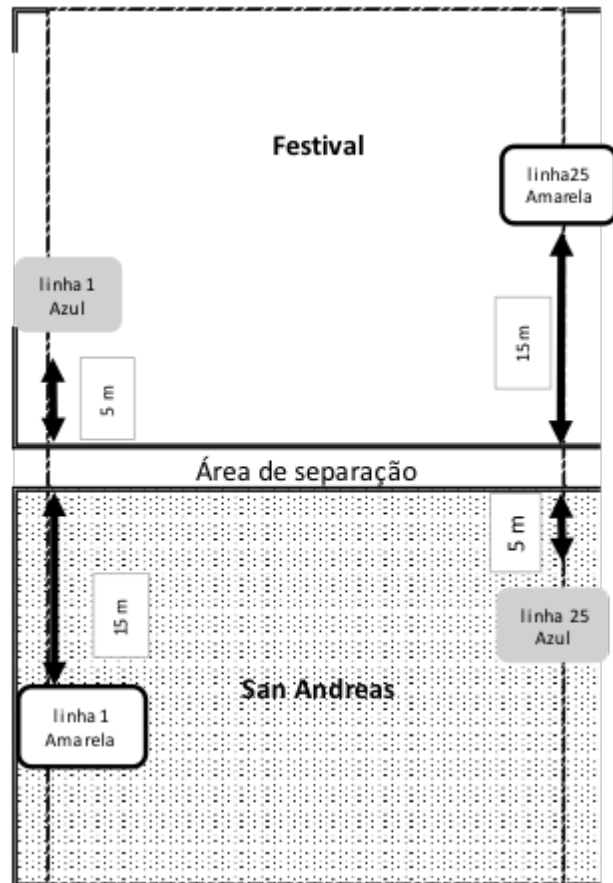 Festival
linha25
Amarela
linha 1
Azul
15 m
5 m
Área de separação
5 m
15 m
linha 25
Azul
San Andreas
linha 1
Amarela